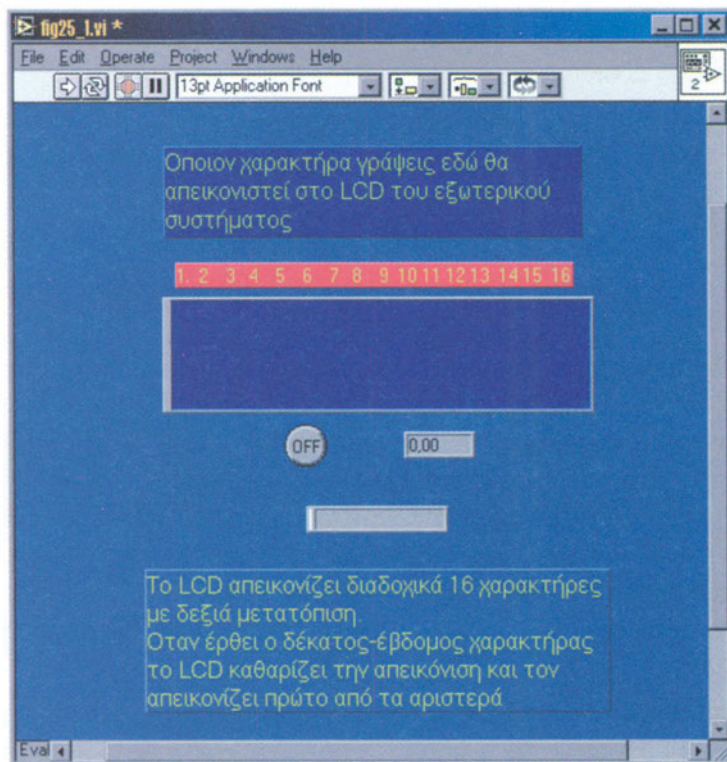 fig25_1.vi *
File Edit Operate Project Windows Help
13pt Application Font
2
Οποιον χαρακτήρα γράψεις εδώ θα
απεικονιστεί στο LCD του εξωτερικού
συστήματος
1. 2 3 4 5 6 7 8 9 10 11 12 13 14 15 16
OFF 0,00
Το LCD απεικονίζει διαδοχικά 16 χαρακτήρες
με δεξιά μετατόπιση.
Οταν έρθει ο δέκατος-έβδομος χαρακτήρας
το LCD καθαρίζει την απεικόνιση και τον
απεικονίζει πρώτο από τα αριστερά
Eval